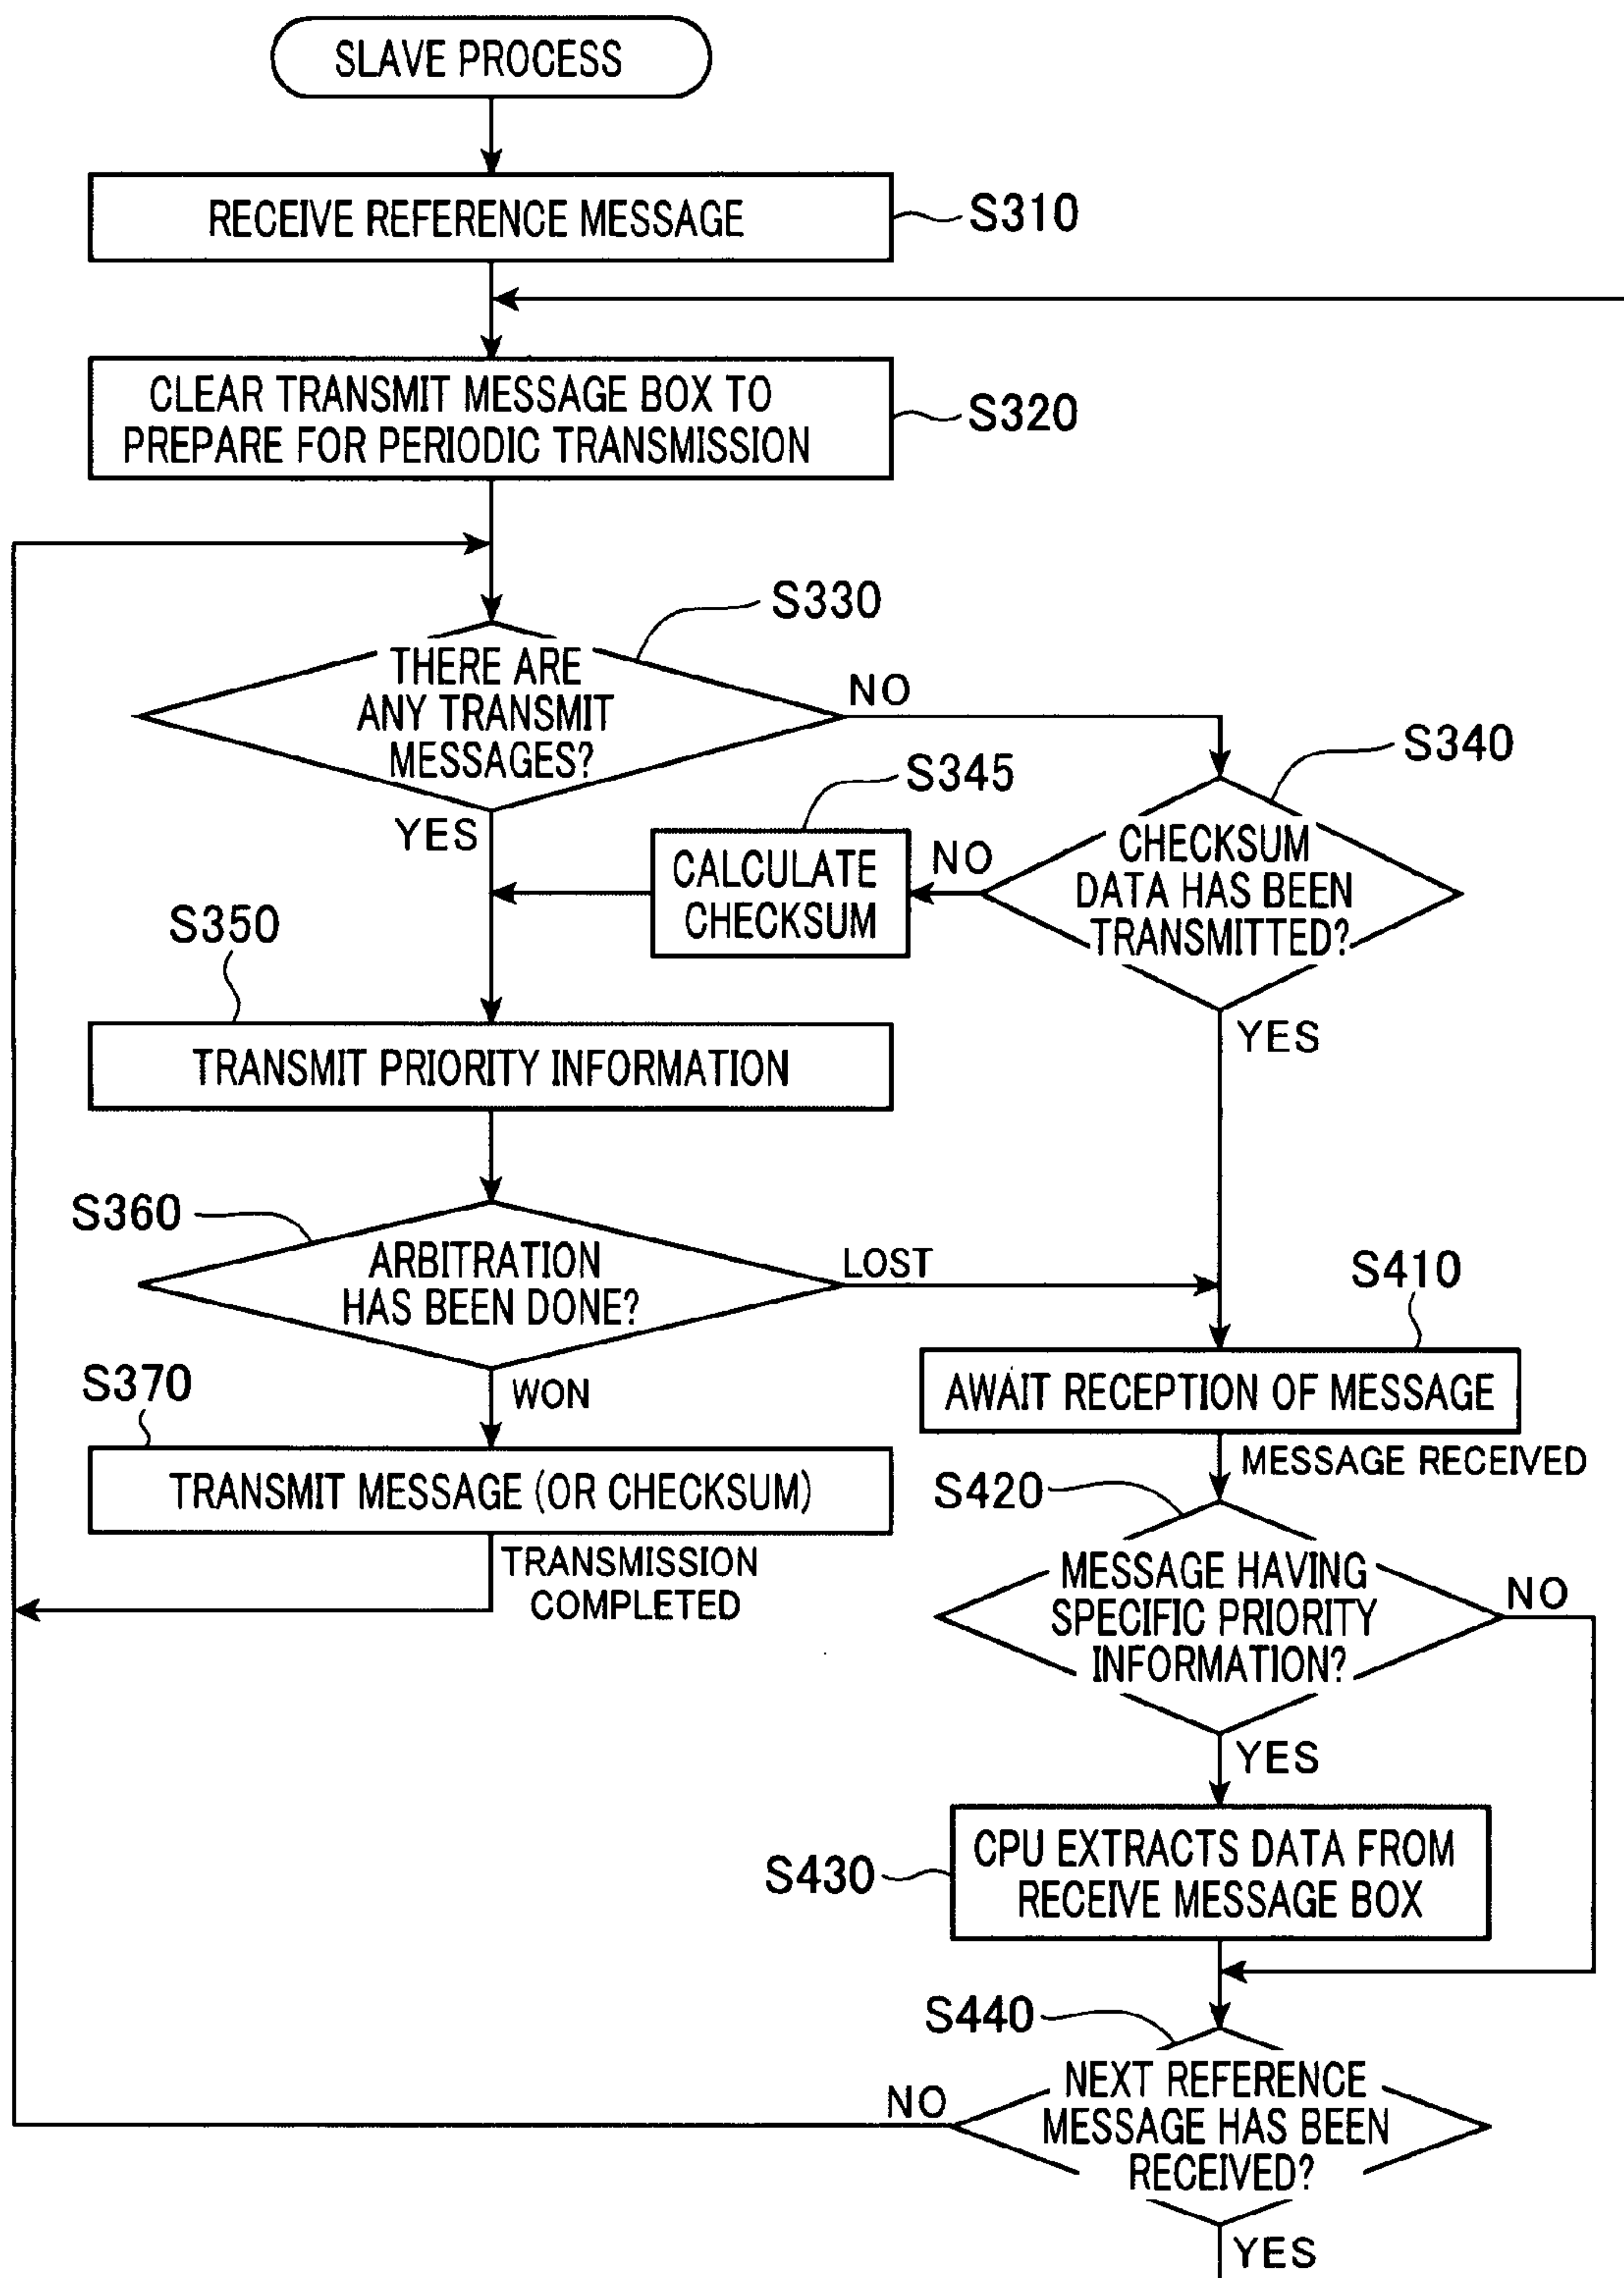 SLAVE PROCESS
RECEIVE REFERENCE MESSAGE
S310
CLEAR TRANSMIT MESSAGE BOX TO
PREPARE FOR PERIODIC TRANSMISSION
S320
S330
THERE ARE
ANY TRANSMIT
MESSAGES?
NO
YES
S340
CHECKSUM
DATA HAS BEEN
TRANSMITTED?
NO
YES
S345
CALCULATE
CHECKSUM
S350
TRANSMIT PRIORITY INFORMATION
S360
ARBITRATION
HAS BEEN DONE?
LOST
WON
S370
TRANSMIT MESSAGE (OR CHECKSUM)
TRANSMISSION
COMPLETED
S410
AWAIT RECEPTION OF MESSAGE
MESSAGE RECEIVED
S420
MESSAGE HAVING
SPECIFIC PRIORITY
INFORMATION?
NO
YES
S430
CPU EXTRACTS DATA FROM
RECEIVE MESSAGE BOX
S440
NEXT REFERENCE
MESSAGE HAS BEEN
RECEIVED?
NO
YES